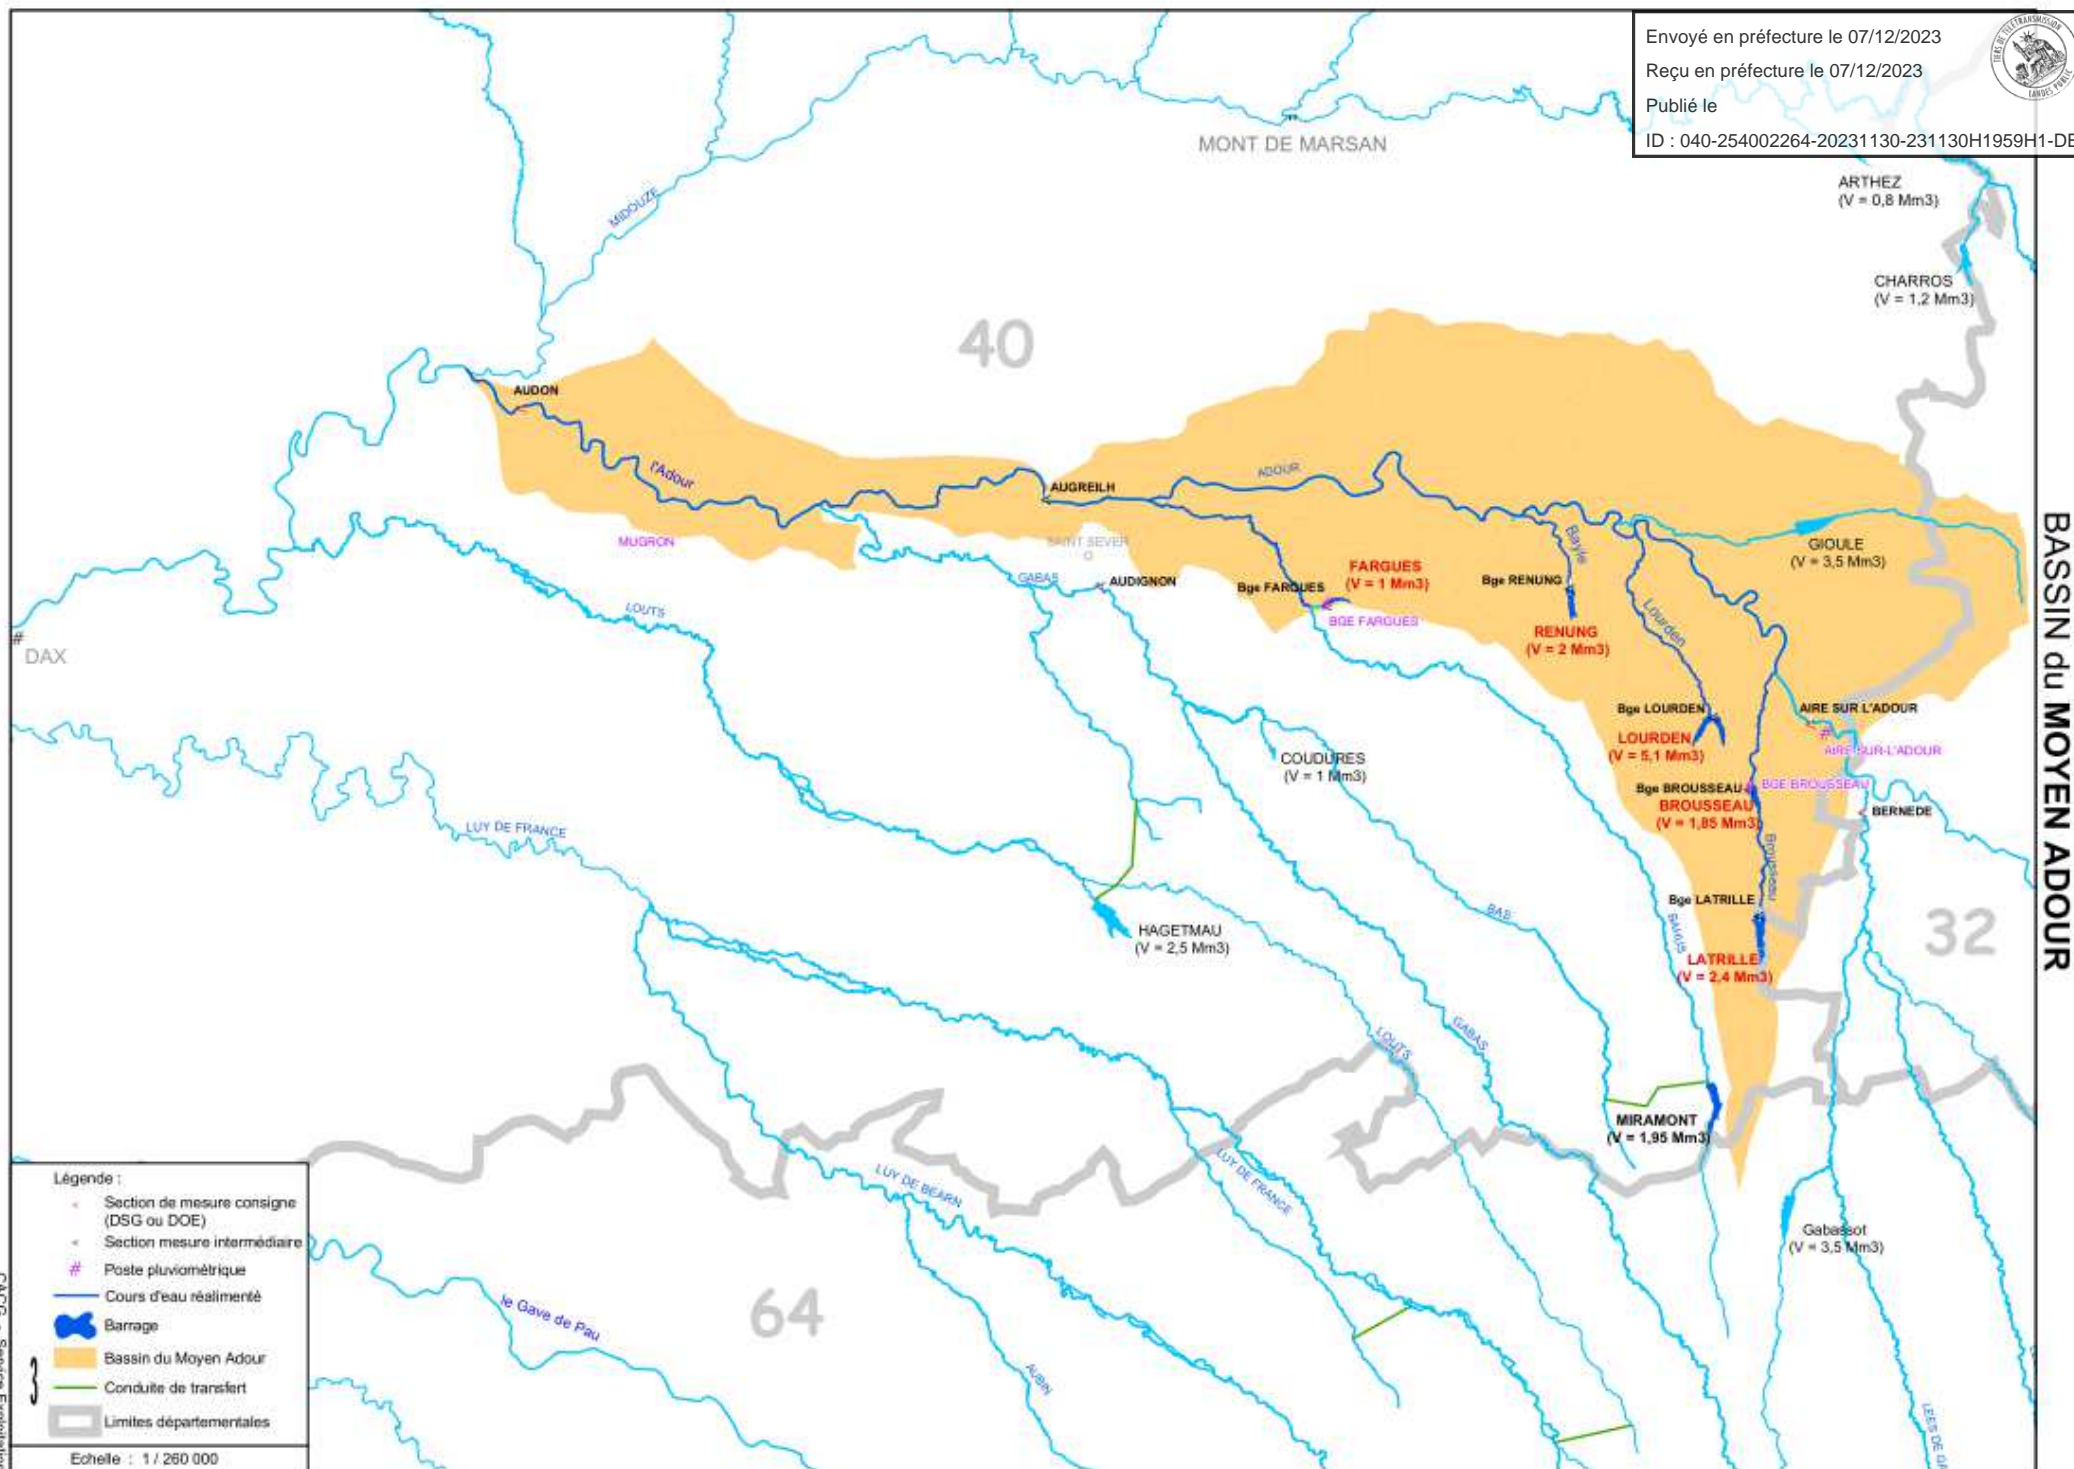 Envoyé en préfecture le 07/12/2023
Reçu en préfecture le 07/12/2023
Publié le
ID : 040-254002264-20231130-231130H1959H1-DE
MONT DE MARSAN
ARTHEZ
(V = 0,8 Mm3)
MIDOUZE
CHARROS
(V = 1,2 Mm3)
40
AUDON
l'Adour
AUGREILH
ADOUR
MUGRON
SAINT SEVER
GABAS
AUDIGNON
Bge FARGUES
FARGUES
(V = 1 Mm3)
BGE FARGUES
Bayle
Bge RENUNG
RENUNG
(V = 2 Mm3)
GIOULE
(V = 3,5 Mm3)
Lourden
LOUTS
#
DAX
Bge LOURDEN
LOURDEN
(V = 5,1 Mm3)
AIRE SUR L'ADOUR
#
AIRE-SUR-L'ADOUR
COUDURES
(V = 1 Mm3)
Bge BROUSSEAU
BGE BROUSSEAU
BROUSSEAU
(V = 1,85 Mm3)
BERNEDE
Brousseau
LUY DE FRANCE
Bge LATRILLE
LATRILLE
(V = 2,4 Mm3)
HAGETMAU
(V = 2,5 Mm3)
BAS
BAHUS
32
LOUTS
GABAS
MIRAMONT
(V = 1,95 Mm3)
LUY DE BEARN
LUY DE FRANCE
Gabassot
(V = 3,5 Mm3)
64
le Gave de Pau
AUBIN
LEES DE
BASSIN du MOYEN ADOUR
Légende :
Section de mesure consigne
(DSG ou DOE)
Section mesure intermédiaire
# Poste pluviométrique
Cours d'eau réalimenté
Barrage
Bassin du Moyen Adour
Conduite de transfert
Limites départementales
Echelle : 1 / 260 000